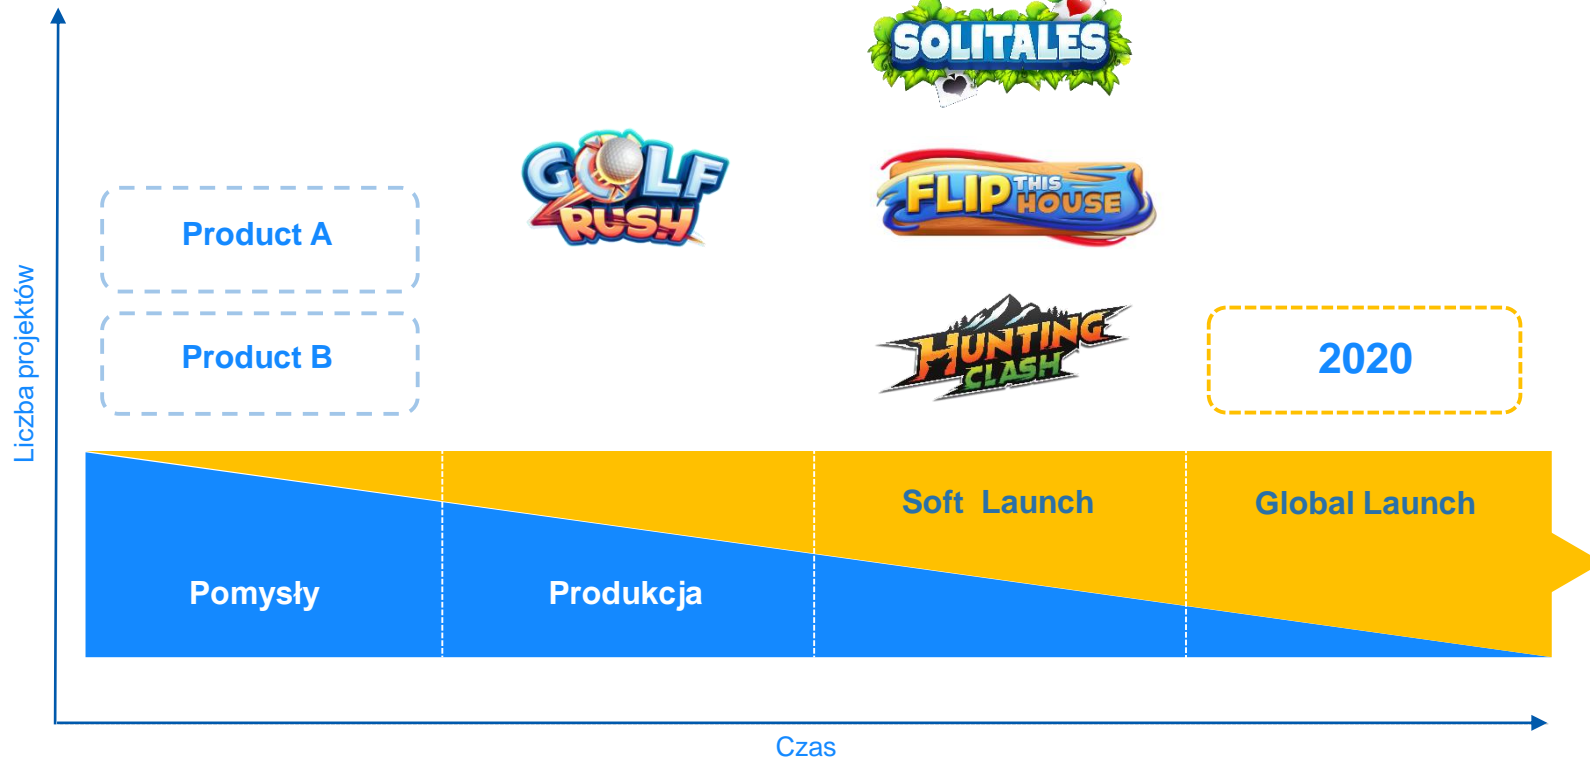 SOLITALES
GOLF
RUSH
FLIP THIS
HOUSE
Product A
Product B
HUNTING
CLASH
2020
Liczba projektów
Soft Launch
Global Launch
Pomysły
Produkcja
Czas